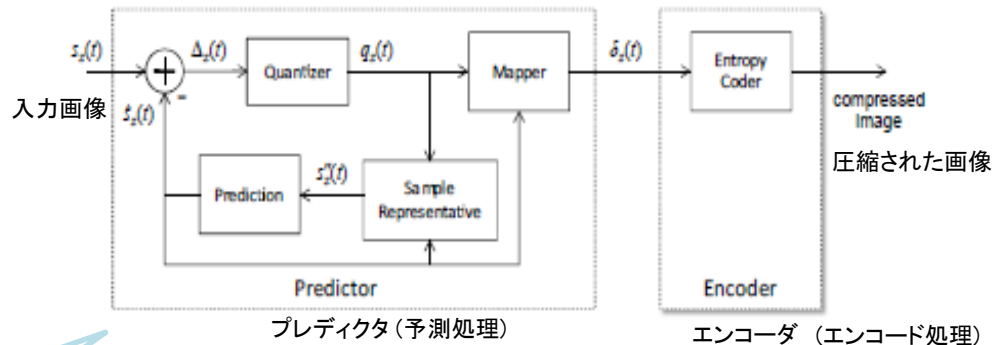 s_z(t)
Δ_z(t)
Quantizer
q_z(t)
Mapper
δ_z(t)
Entropy
Coder
入力画像
ŝ_z(t)
compressed
Image
圧縮された画像
Prediction
s''_z(t)
Sample
Representative
Predictor
Encoder
プレディクタ（予測処理）
エンコーダ （エンコード処理）